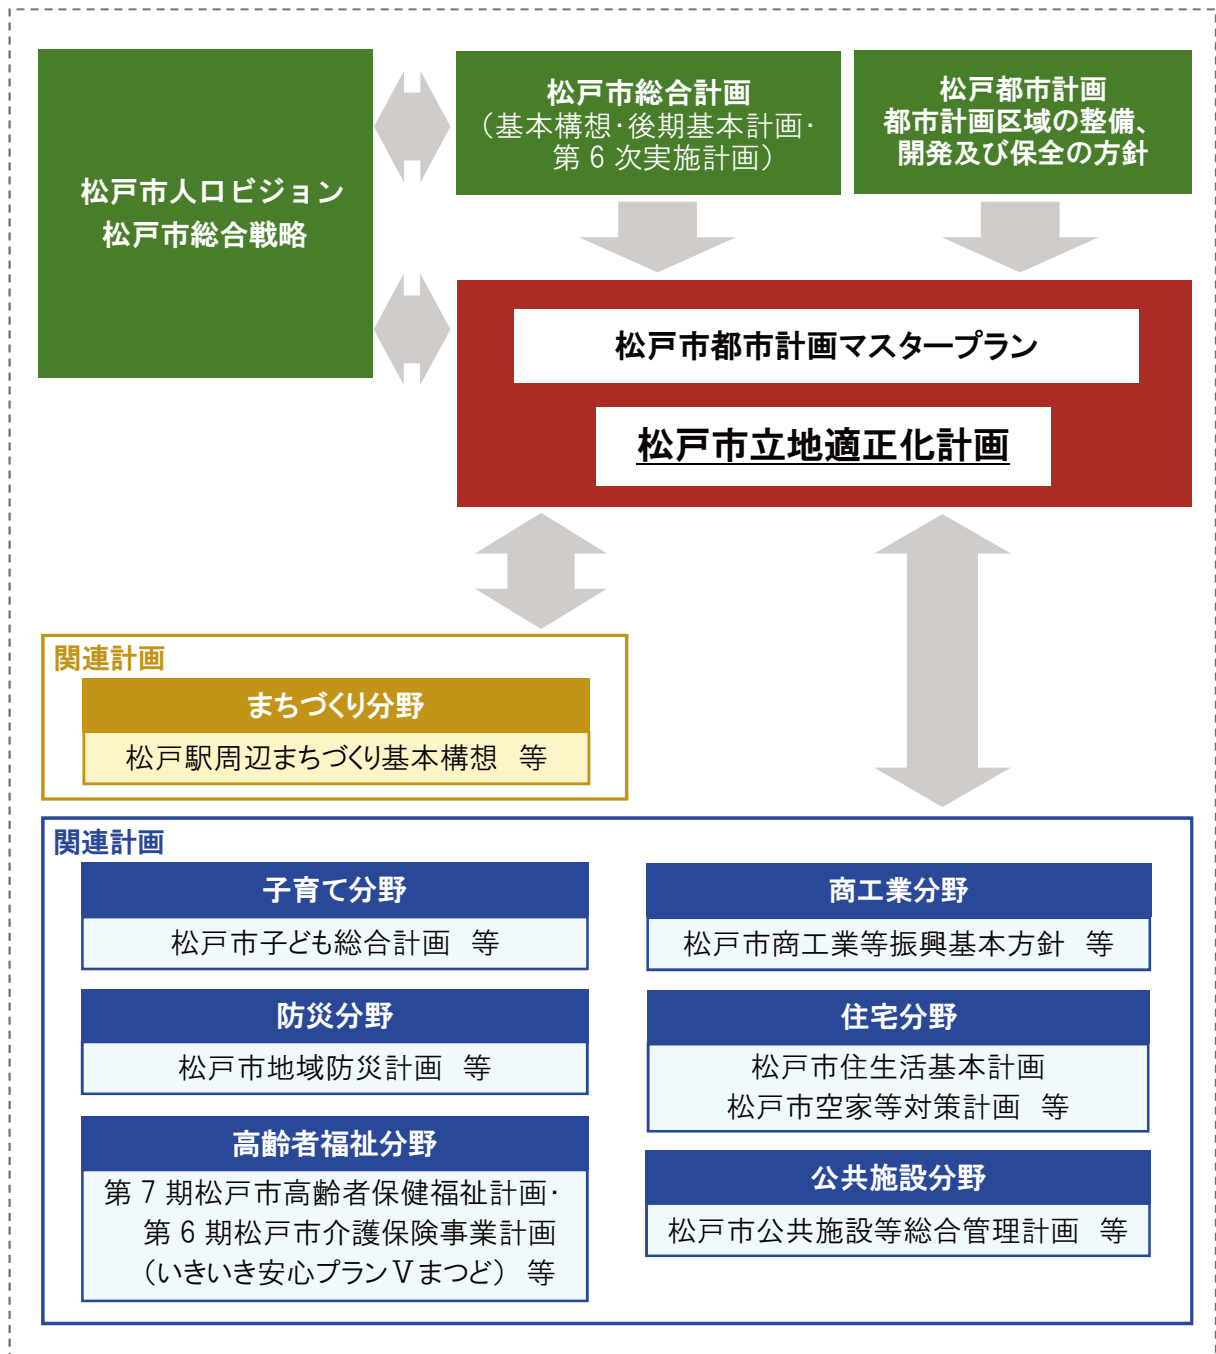 松戸市人口ビジョン
松戸市総合戦略
松戸市総合計画
（基本構想・後期基本計画・
第６次実施計画）
松戸都市計画
都市計画区域の整備、
開発及び保全の方針
松戸市都市計画マスタープラン
松戸市立地適正化計画
関連計画
まちづくり分野
松戸駅周辺まちづくり基本構想　等
関連計画
子育て分野
松戸市子ども総合計画　等
防災分野
松戸市地域防災計画　等
高齢者福祉分野
第７期松戸市高齢者保健福祉計画・
第６期松戸市介護保険事業計画
（いきいき安心プランⅤまつど）　等
商工業分野
松戸市商工業等振興基本方針　等
住宅分野
松戸市住生活基本計画
松戸市空家等対策計画　等
公共施設分野
松戸市公共施設等総合管理計画　等